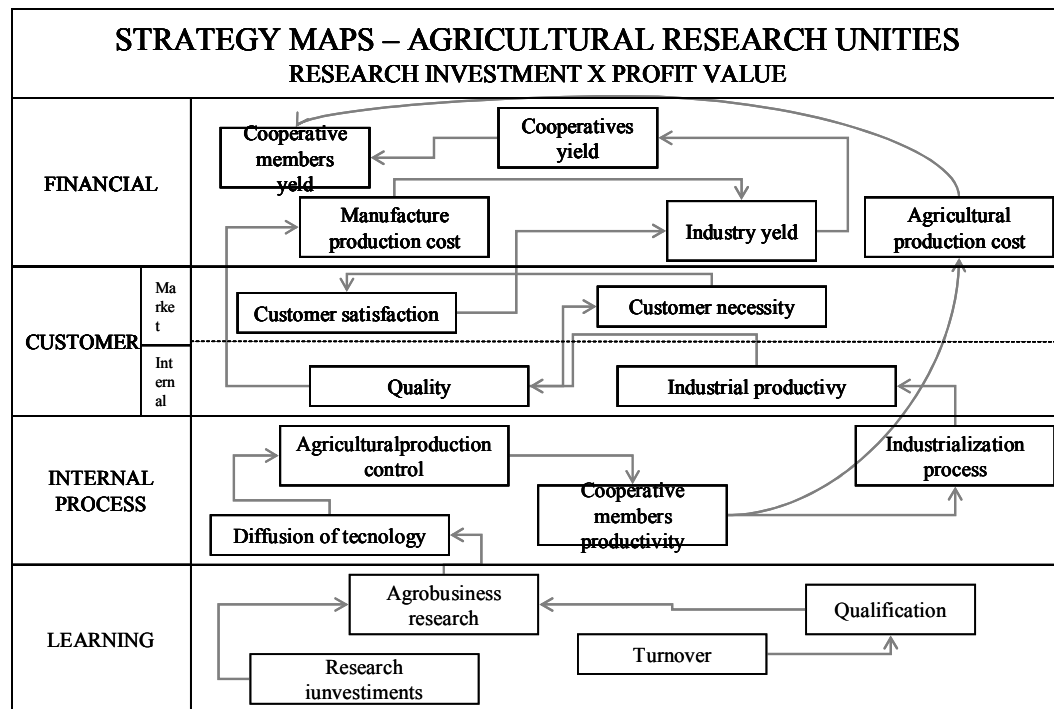 STRATEGY MAPS – AGRICULTURAL RESEARCH UNITIES
RESEARCH INVESTMENT X PROFIT VALUE
FINANCIAL
Cooperative
members
yeld
Cooperatives
yield
Manufacture
production cost
Industry yeld
Agricultural
production cost
CUSTOMER
Ma
rke
t
Customer satisfaction
Customer necessity
Int
ern
al
Quality
Industrial productivy
INTERNAL
PROCESS
Agriculturalproduction
control
Industrialization
process
Cooperative
members
productivity
Diffusion of tecnology
LEARNING
Agrobusiness
research
Qualification
Turnover
Research
iunvestiments